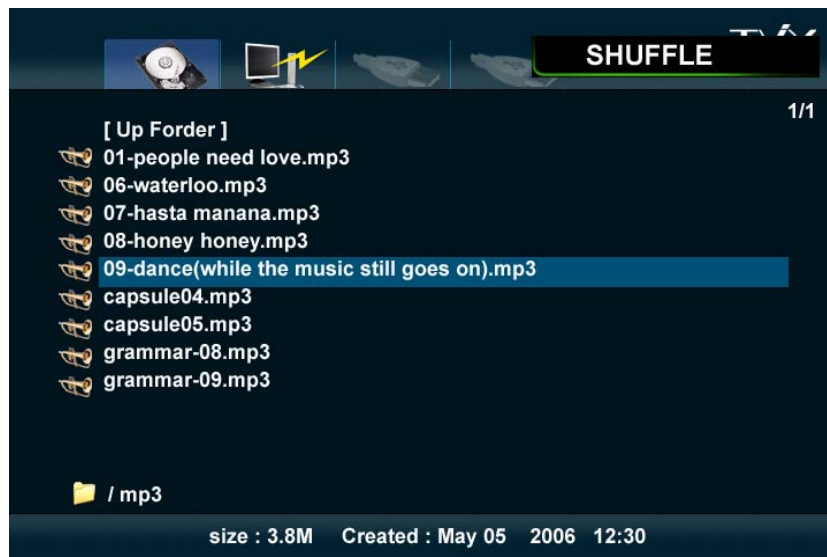 SHUFFLE
1/1
[ Up Forder ]
01-people need love.mp3
06-waterloo.mp3
07-hasta manana.mp3
08-honey honey.mp3
09-dance(while the music still goes on).mp3
capsule04.mp3
capsule05.mp3
grammar-08.mp3
grammar-09.mp3
/ mp3
size : 3.8M Created : May 05 2006 12:30